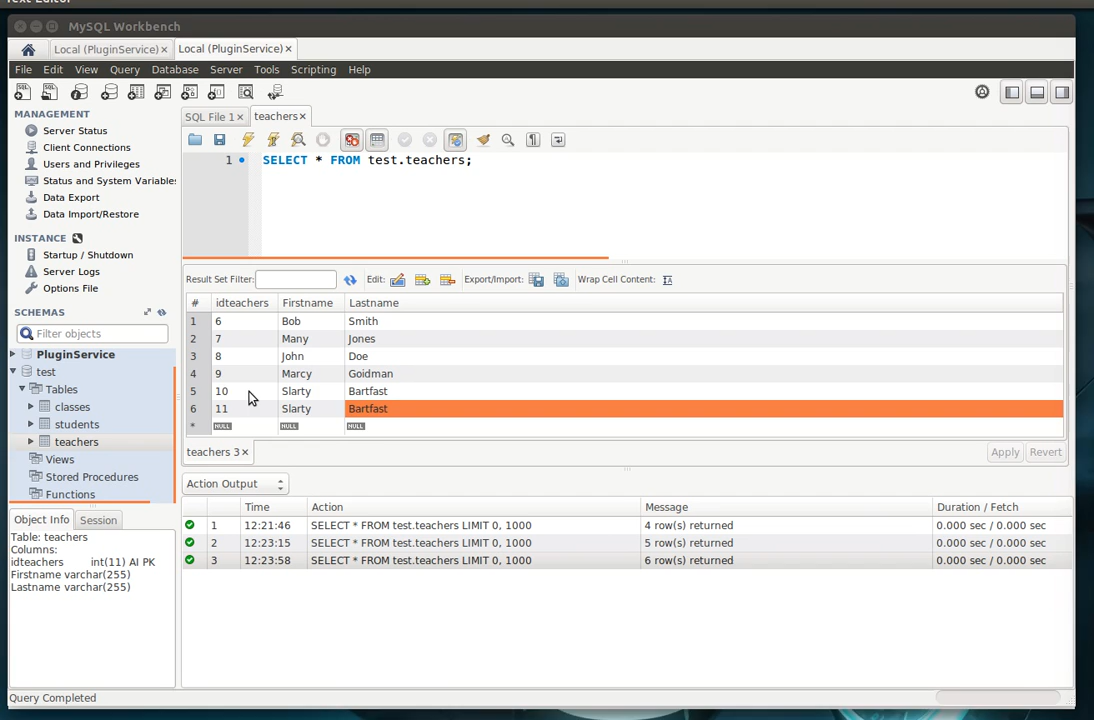 MySQL Workbench
Local (PluginService) × Local (PluginService) ×
File Edit View Query Database Server Tools Scripting Help
MANAGEMENT
Server Status
Client Connections
Users and Privileges
Status and System Variables
Data Export
Data Import/Restore
INSTANCE
Startup / Shutdown
Server Logs
Options File
SCHEMAS
Filter objects
PluginService
test
Tables
classes
students
teachers
Views
Stored Procedures
Functions
Object Info Session
Table: teachers
Columns:
idteachers int(11) AI PK
Firstname varchar(255)
Lastname varchar(255)
SQL File 1 × teachers ×
1 SELECT * FROM test.teachers;
Result Set Filter: Edit: Export/Import: Wrap Cell Content:
# idteachers Firstname Lastname
1 6 Bob Smith
2 7 Many Jones
3 8 John Doe
4 9 Marcy Goidman
5 10 Slarty Bartfast
6 11 Slarty Bartfast
* NULL NULL NULL
teachers 3 × Apply Revert
Action Output
Time Action Message Duration / Fetch
1 12:21:46 SELECT * FROM test.teachers LIMIT 0, 1000 4 row(s) returned 0.000 sec / 0.000 sec
2 12:23:15 SELECT * FROM test.teachers LIMIT 0, 1000 5 row(s) returned 0.000 sec / 0.000 sec
3 12:23:58 SELECT * FROM test.teachers LIMIT 0, 1000 6 row(s) returned 0.000 sec / 0.000 sec
Query Completed